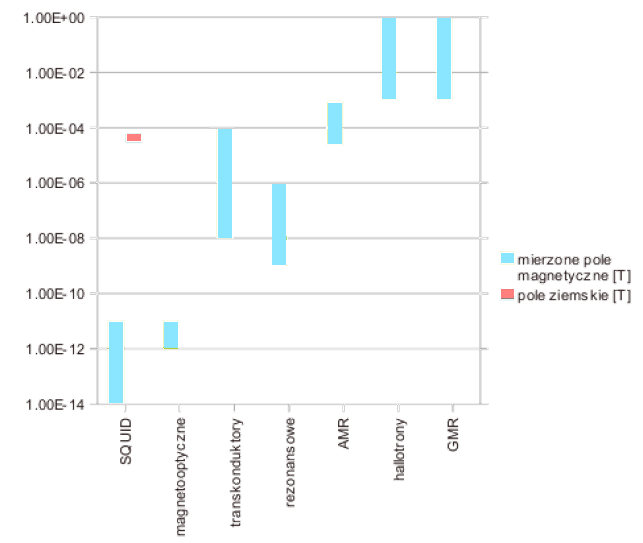 1.00E+00
1.00E-02
1.00E-04
1.00E-06
1.00E-08
1.00E-10
1.00E-12
1.00E-14
SQUID
magnetooptyczne
transkonduktory
rezonansowe
AMR
hallotrony
GMR
mierzone pole
magnetyczne [T]
pole ziemskie [T]